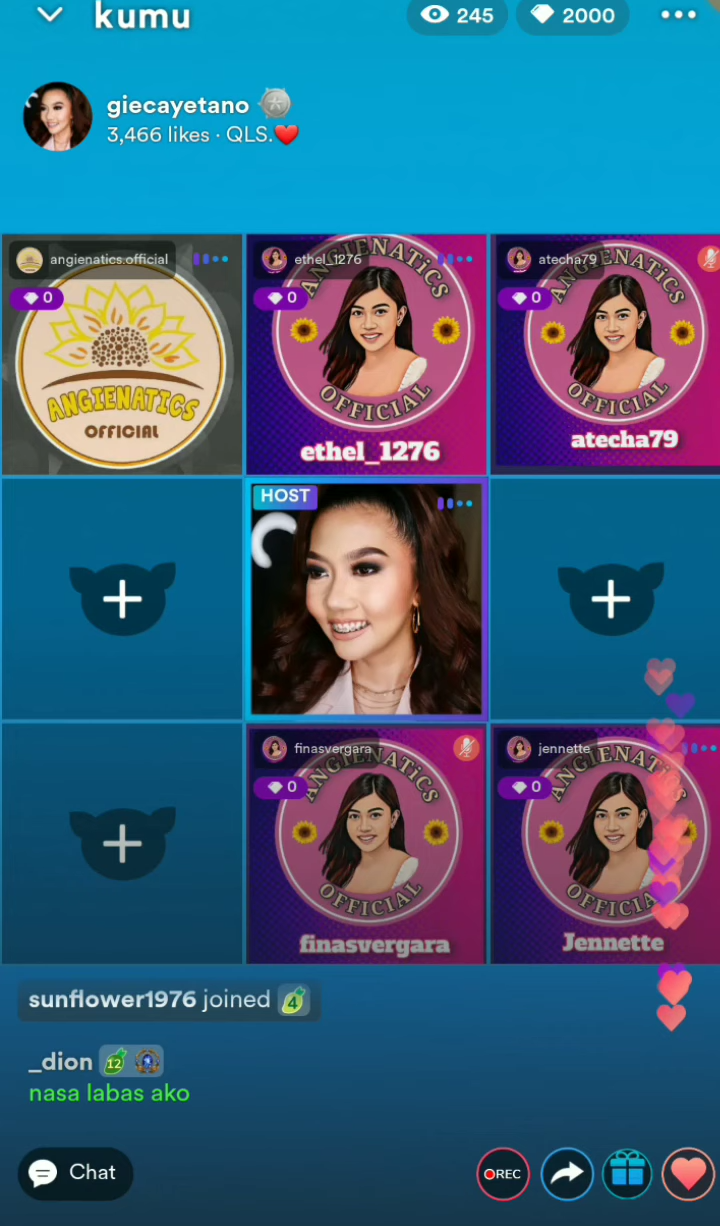 kumu
245
2000
giecayetano
3,466 likes · QLS.❤️
angienatics.official
0
ANGIENATICS
OFFICIAL
ethel_1276
0
ANGIENATiCS
OFFICIAL
ethel_1276
atecha79
0
ANGIENATiCS
OFFICIAL
atecha79
HOST
finasvergara
0
ANGIENATiCS
OFFICIAL
finasvergara
jennette
0
ANGIENATiCS
OFFICIAL
Jennette
sunflower1976 joined 4
_dion 12
nasa labas ako
Chat
REC